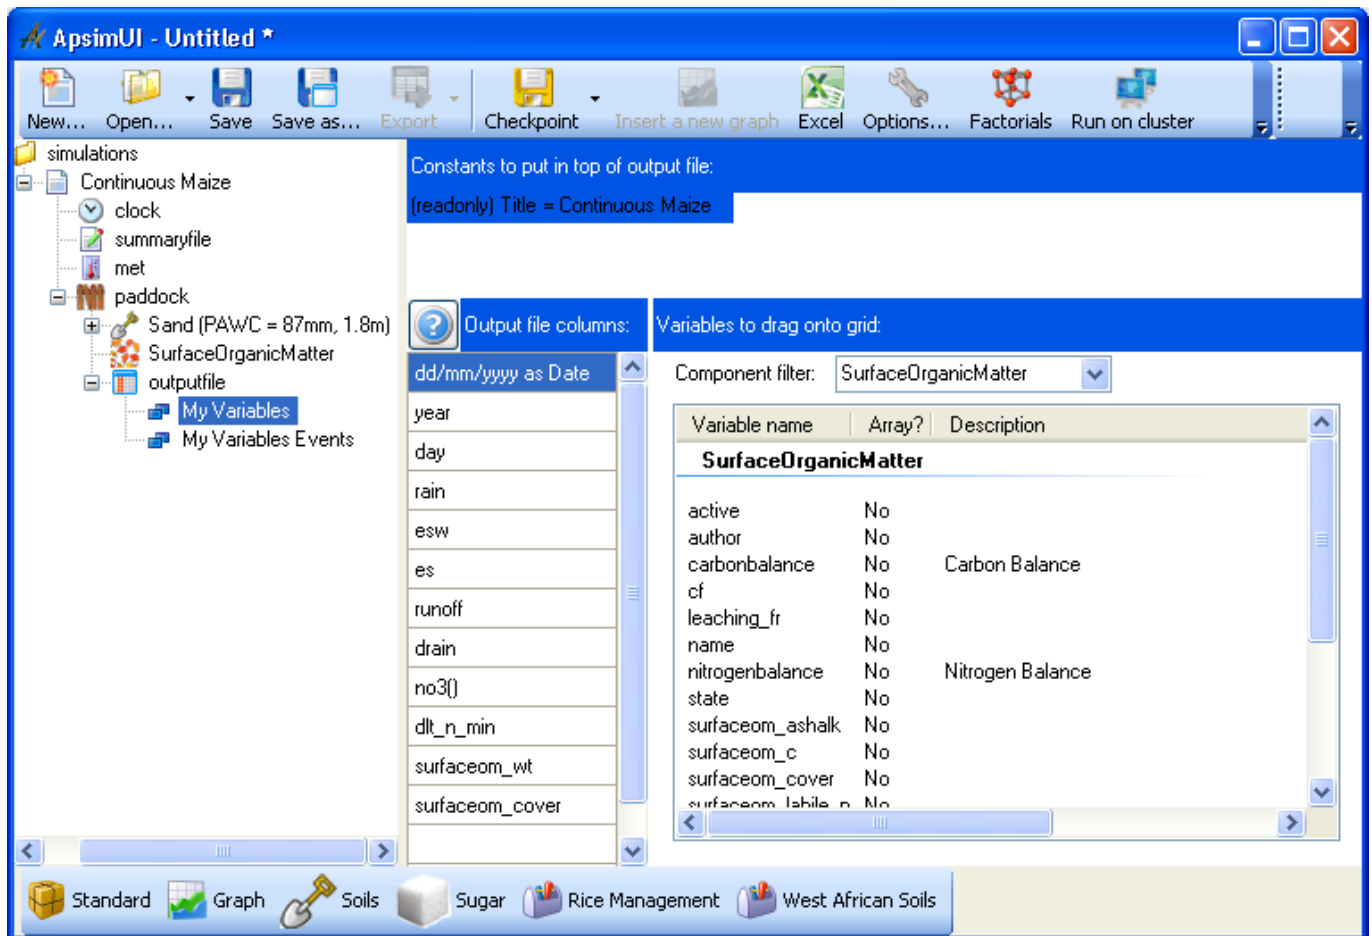 ApsimUI - Untitled *
New... Open... Save Save as... Export Checkpoint Insert a new graph Excel Options... Factorials Run on cluster
simulations
Continuous Maize
clock
summaryfile
met
paddock
Sand (PAWC = 87mm, 1.8m)
SurfaceOrganicMatter
outputfile
My Variables
My Variables Events
Constants to put in top of output file:
(readonly) Title = Continuous Maize
Output file columns:
dd/mm/yyyy as Date
year
day
rain
esw
es
runoff
drain
no3()
dlt_n_min
surfaceom_wt
surfaceom_cover
Variables to drag onto grid:
Component filter: SurfaceOrganicMatter
Variable name Array? Description
SurfaceOrganicMatter
active No
author No
carbonbalance No Carbon Balance
cf No
leaching_fr No
name No
nitrogenbalance No Nitrogen Balance
state No
surfaceom_ashalk No
surfaceom_c No
surfaceom_cover No
surfaceom_labile_p No
Standard Graph Soils Sugar Rice Management West African Soils